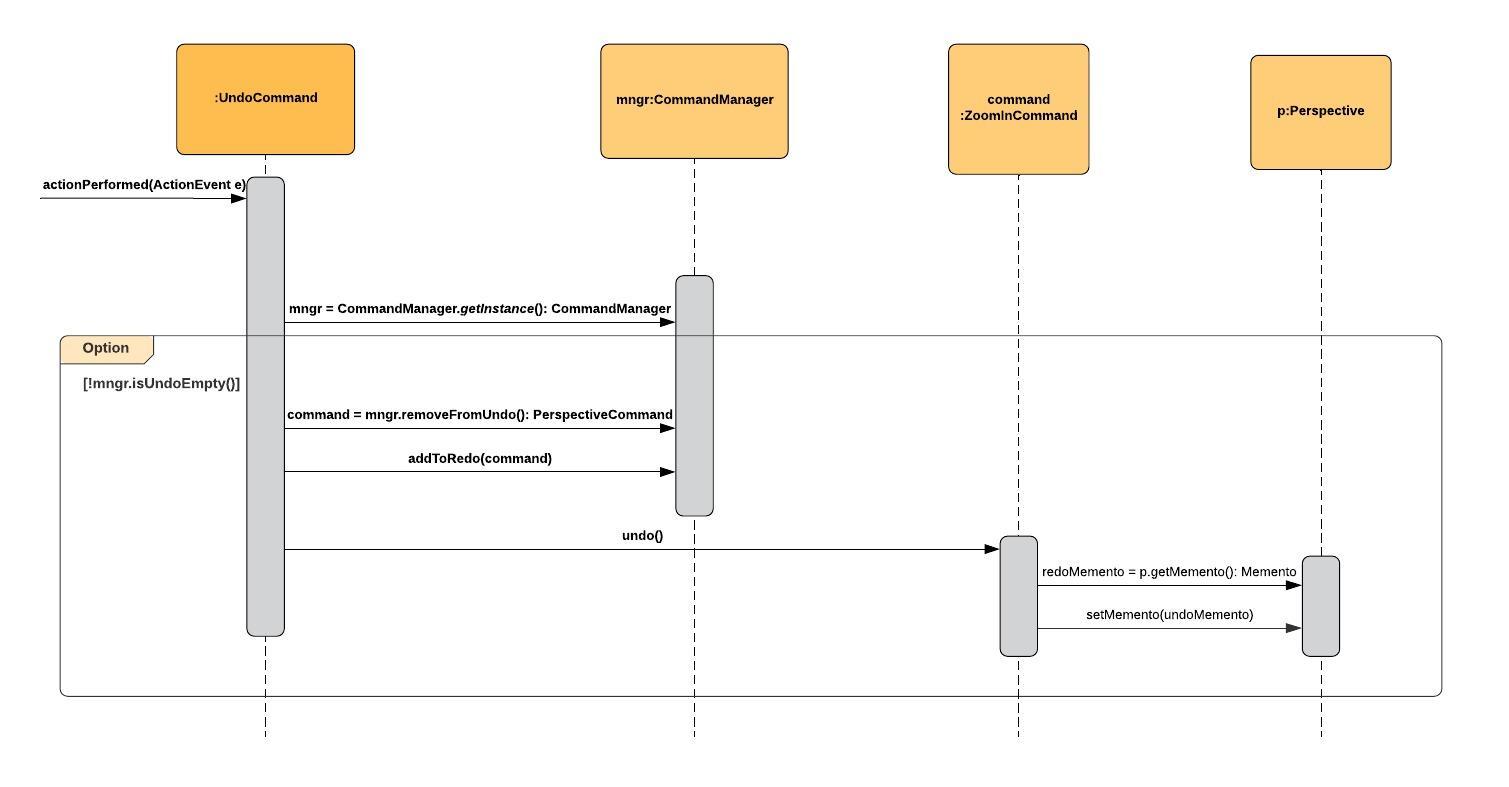 :UndoCommand
mngr:CommandManager
command
:ZoomInCommand
p:Perspective
actionPerformed(ActionEvent e)
mngr = CommandManager.getInstance(): CommandManager
Option
[!mngr.isUndoEmpty()]
command = mngr.removeFromUndo(): PerspectiveCommand
addToRedo(command)
undo()
redoMemento = p.getMemento(): Memento
setMemento(undoMemento)